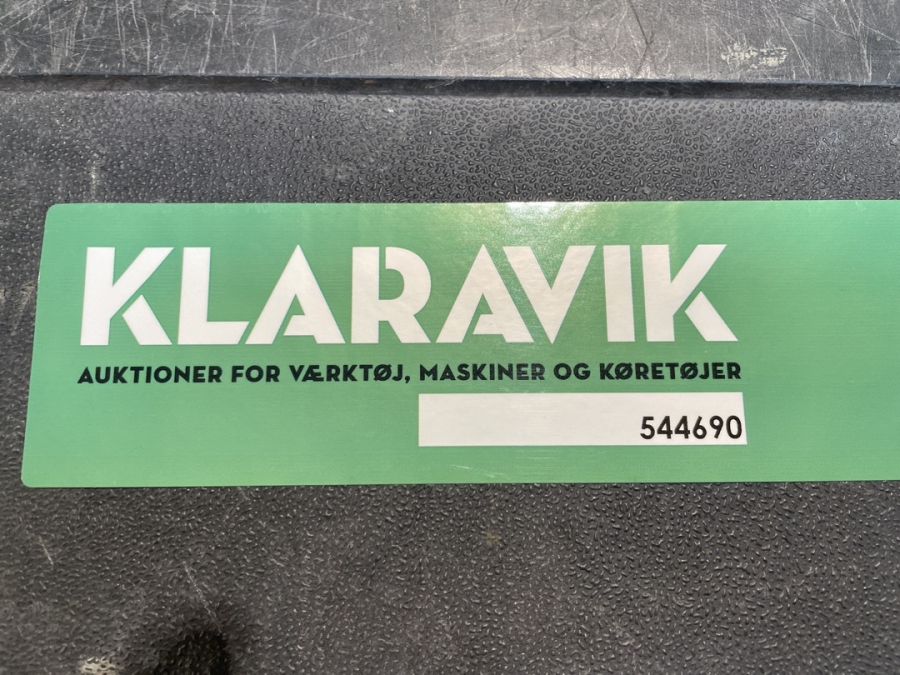 KLARAVIK
AUKTIONER FOR VÆRKTØJ, MASKINER OG KØRETØJER
544690